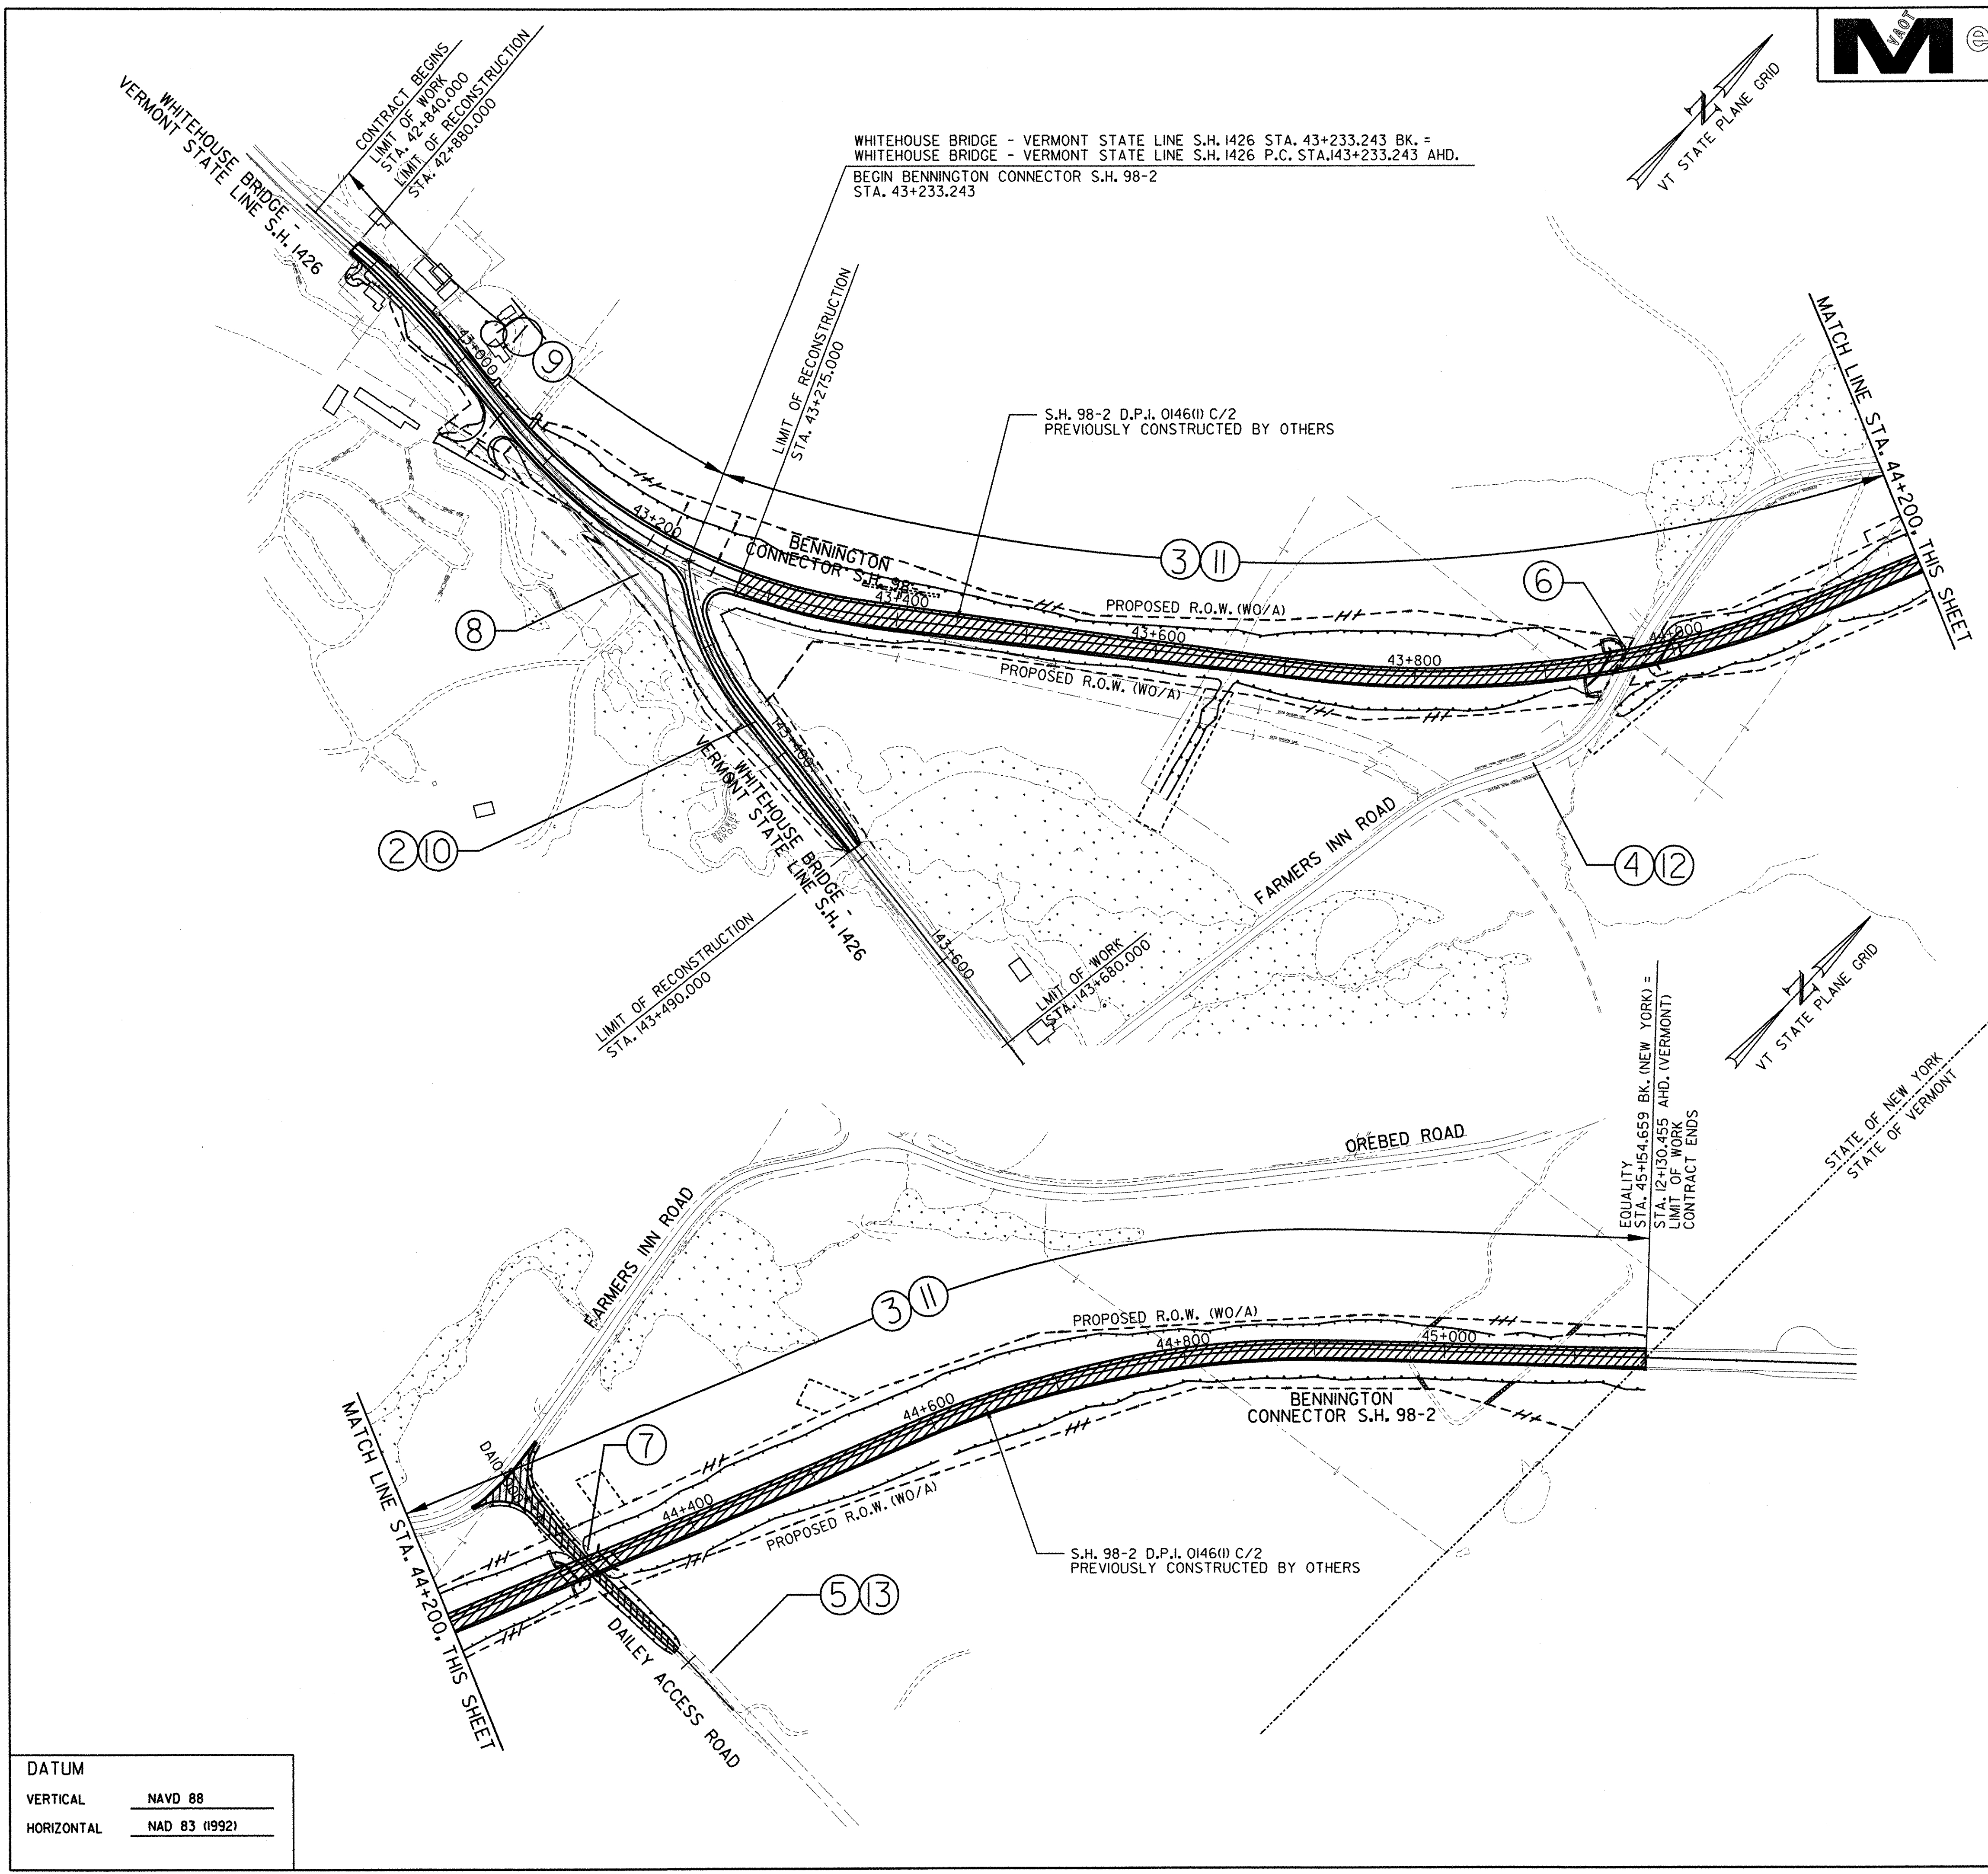 M
VAOT
e
VT STATE PLANE GRID
N
CONTRACT BEGINS
LIMIT OF WORK
STA. 42+840.000
LIMIT OF RECONSTRUCTION
STA. 42+880.000
WHITEHOUSE BRIDGE -
VERMONT STATE LINE S.H. 1426
WHITEHOUSE BRIDGE - VERMONT STATE LINE S.H. 1426 STA. 43+233.243 BK. =
WHITEHOUSE BRIDGE - VERMONT STATE LINE S.H. 1426 P.C. STA.143+233.243 AHD.
BEGIN BENNINGTON CONNECTOR S.H. 98-2
STA. 43+233.243
LIMIT OF RECONSTRUCTION
STA. 43+275.000
MATCH LINE STA. 44+200, THIS SHEET
43+000
1
9
S.H. 98-2 D.P.I. 0146(1) C/2
PREVIOUSLY CONSTRUCTED BY OTHERS
43+200
BENNINGTON
CONNECTOR S.H. 98-
43+400
3 11
6
PROPOSED R.O.W. (WO/A)
43+600
43+800
44+000
8
PROPOSED R.O.W. (WO/A)
143+400
2 10
WHITEHOUSE BRIDGE -
VERMONT STATE LINE S.H. 1426
BROWNS
BROOK
FARMERS INN ROAD
4 12
LIMIT OF RECONSTRUCTION
STA. 143+490.000
143+600
LMIT OF WORK
STA. 143+680.000
VT STATE PLANE GRID
N
STATE OF NEW YORK
STATE OF VERMONT
EQUALITY
STA. 45+154.659 BK. (NEW YORK) =
STA. 12+130.455 AHD. (VERMONT)
LIMIT OF WORK
CONTRACT ENDS
OREBED ROAD
FARMERS INN ROAD
3 11
PROPOSED R.O.W. (WO/A)
44+800
45+000
BENNINGTON
CONNECTOR S.H. 98-2
44+600
7
44+400
PROPOSED R.O.W. (WO/A)
MATCH LINE STA. 44+200, THIS SHEET
S.H. 98-2 D.P.I. 0146(1) C/2
PREVIOUSLY CONSTRUCTED BY OTHERS
5 13
DAILEY ACCESS ROAD
DATUM
VERTICAL NAVD 88
HORIZONTAL NAD 83 (1992)